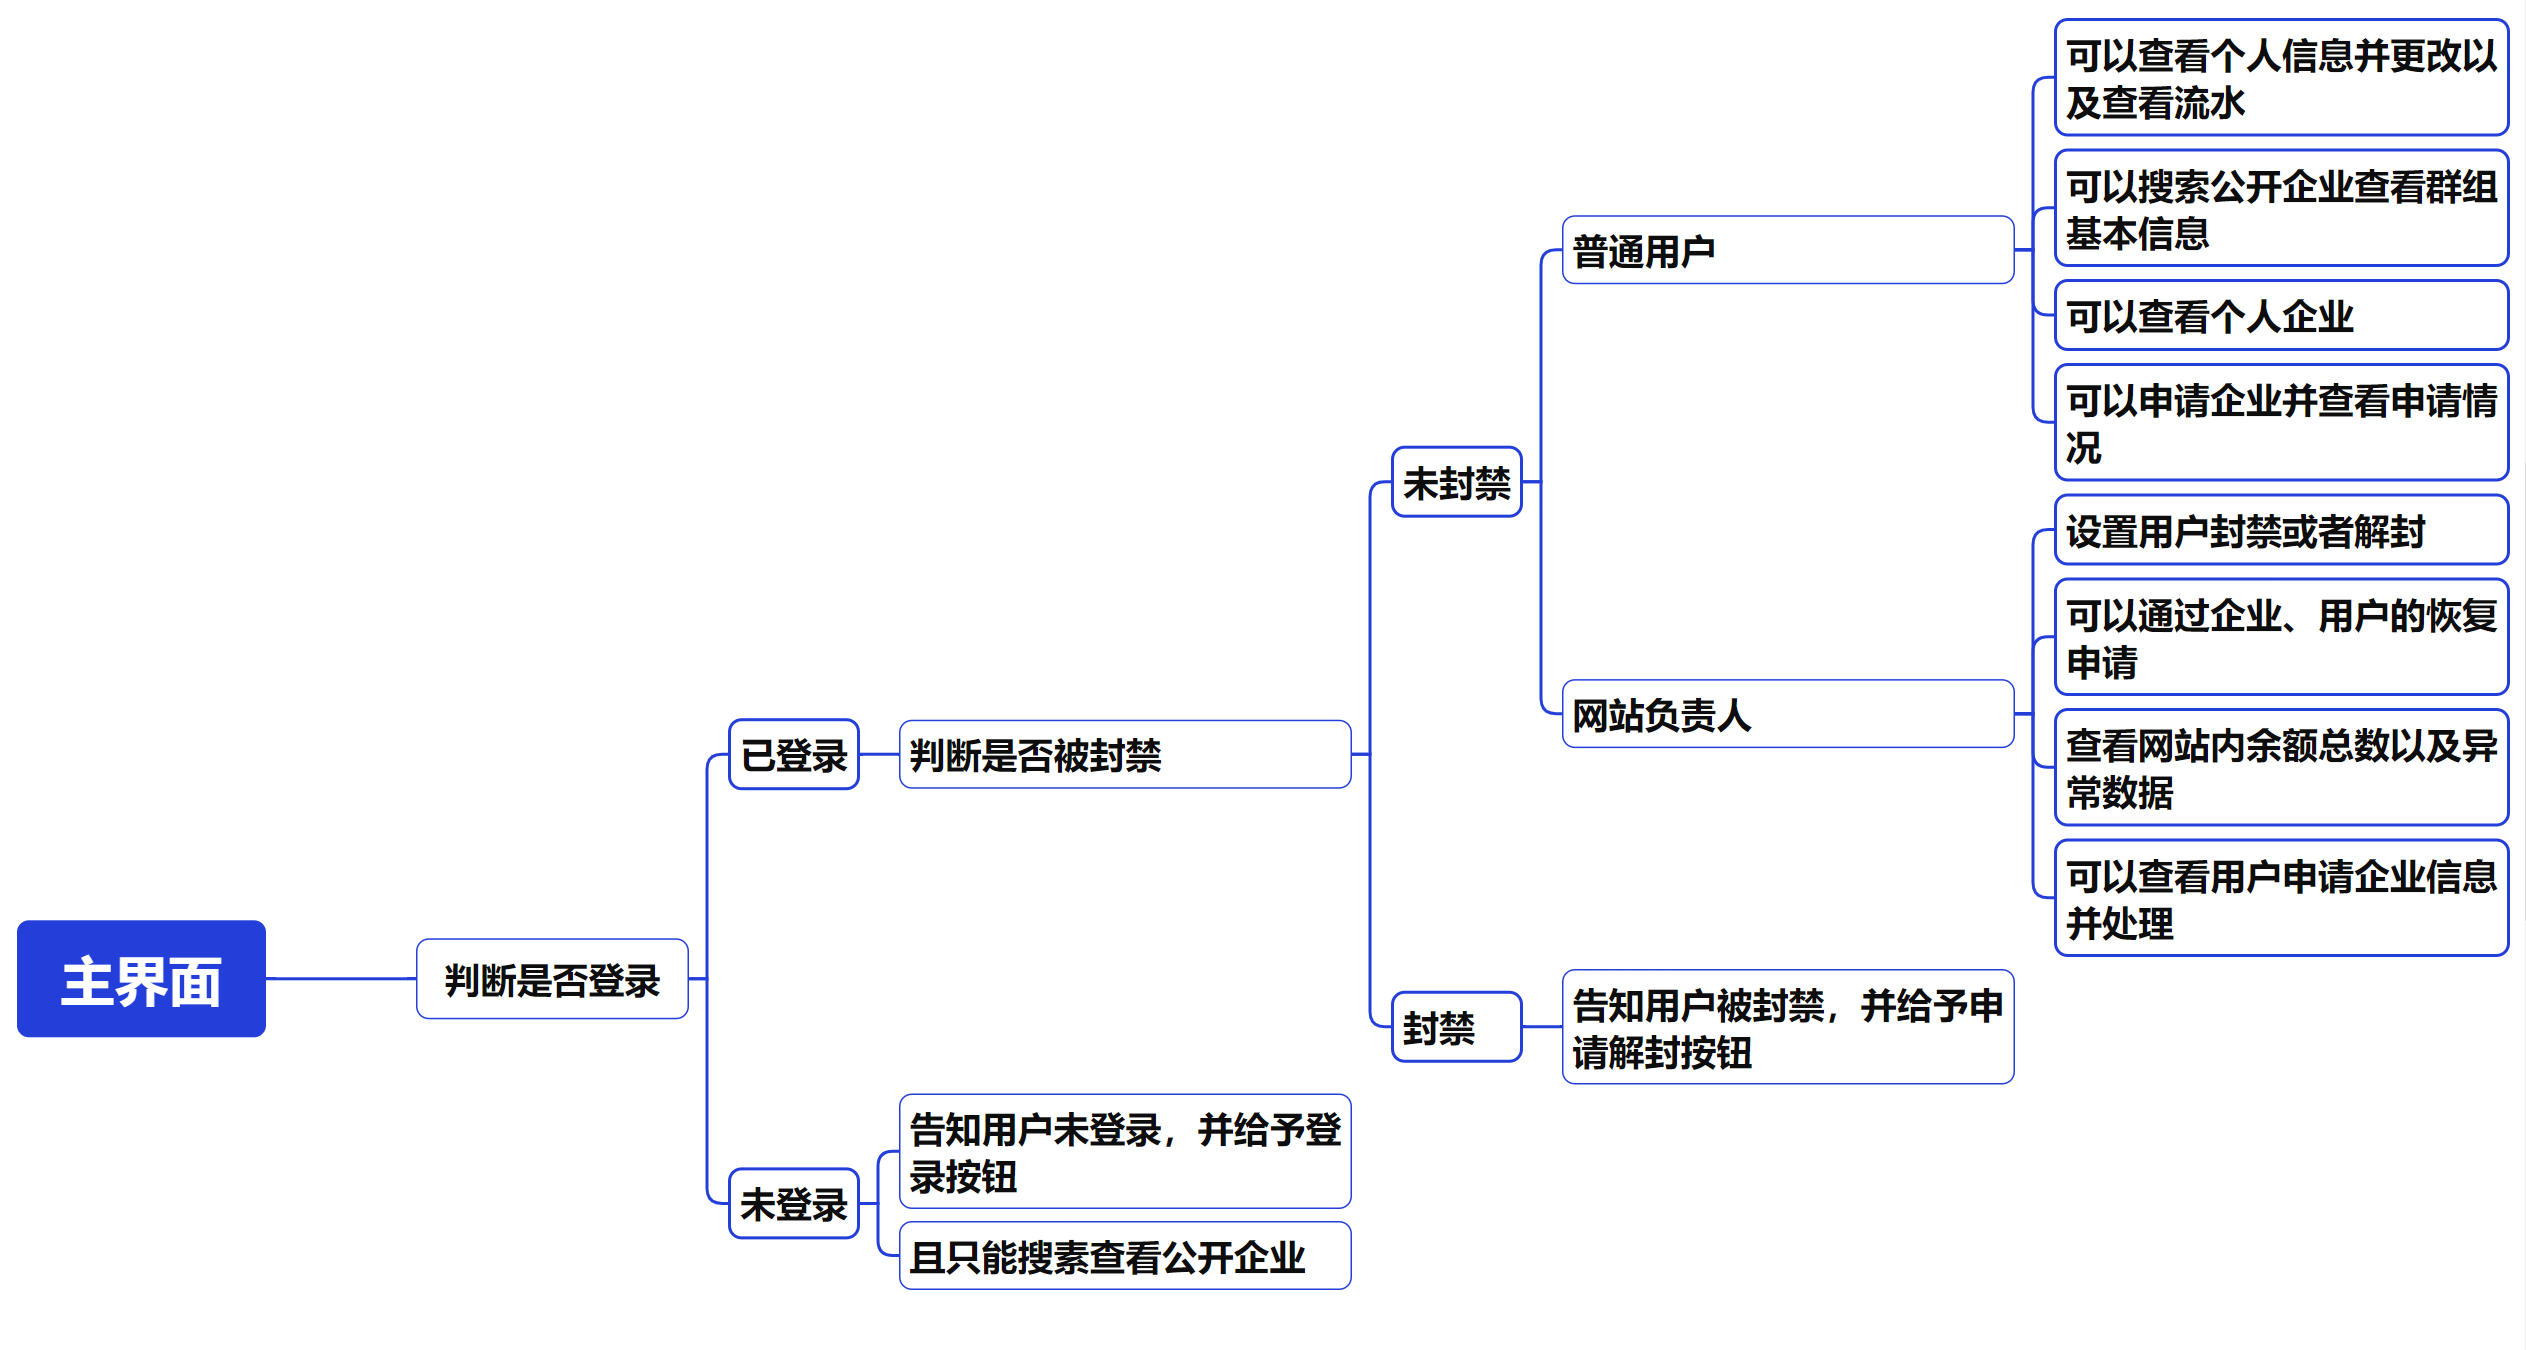 主界面
判断是否登录
已登录
判断是否被封禁
未封禁
普通用户
可以查看个人信息并更改以
及查看流水
可以搜索公开企业查看群组
基本信息
可以查看个人企业
可以申请企业并查看申请情
况
网站负责人
设置用户封禁或者解封
可以通过企业、用户的恢复
申请
查看网站内余额总数以及异
常数据
可以查看用户申请企业信息
并处理
封禁
告知用户被封禁，并给予申
请解封按钮
未登录
告知用户未登录，并给予登
录按钮
且只能搜素查看公开企业